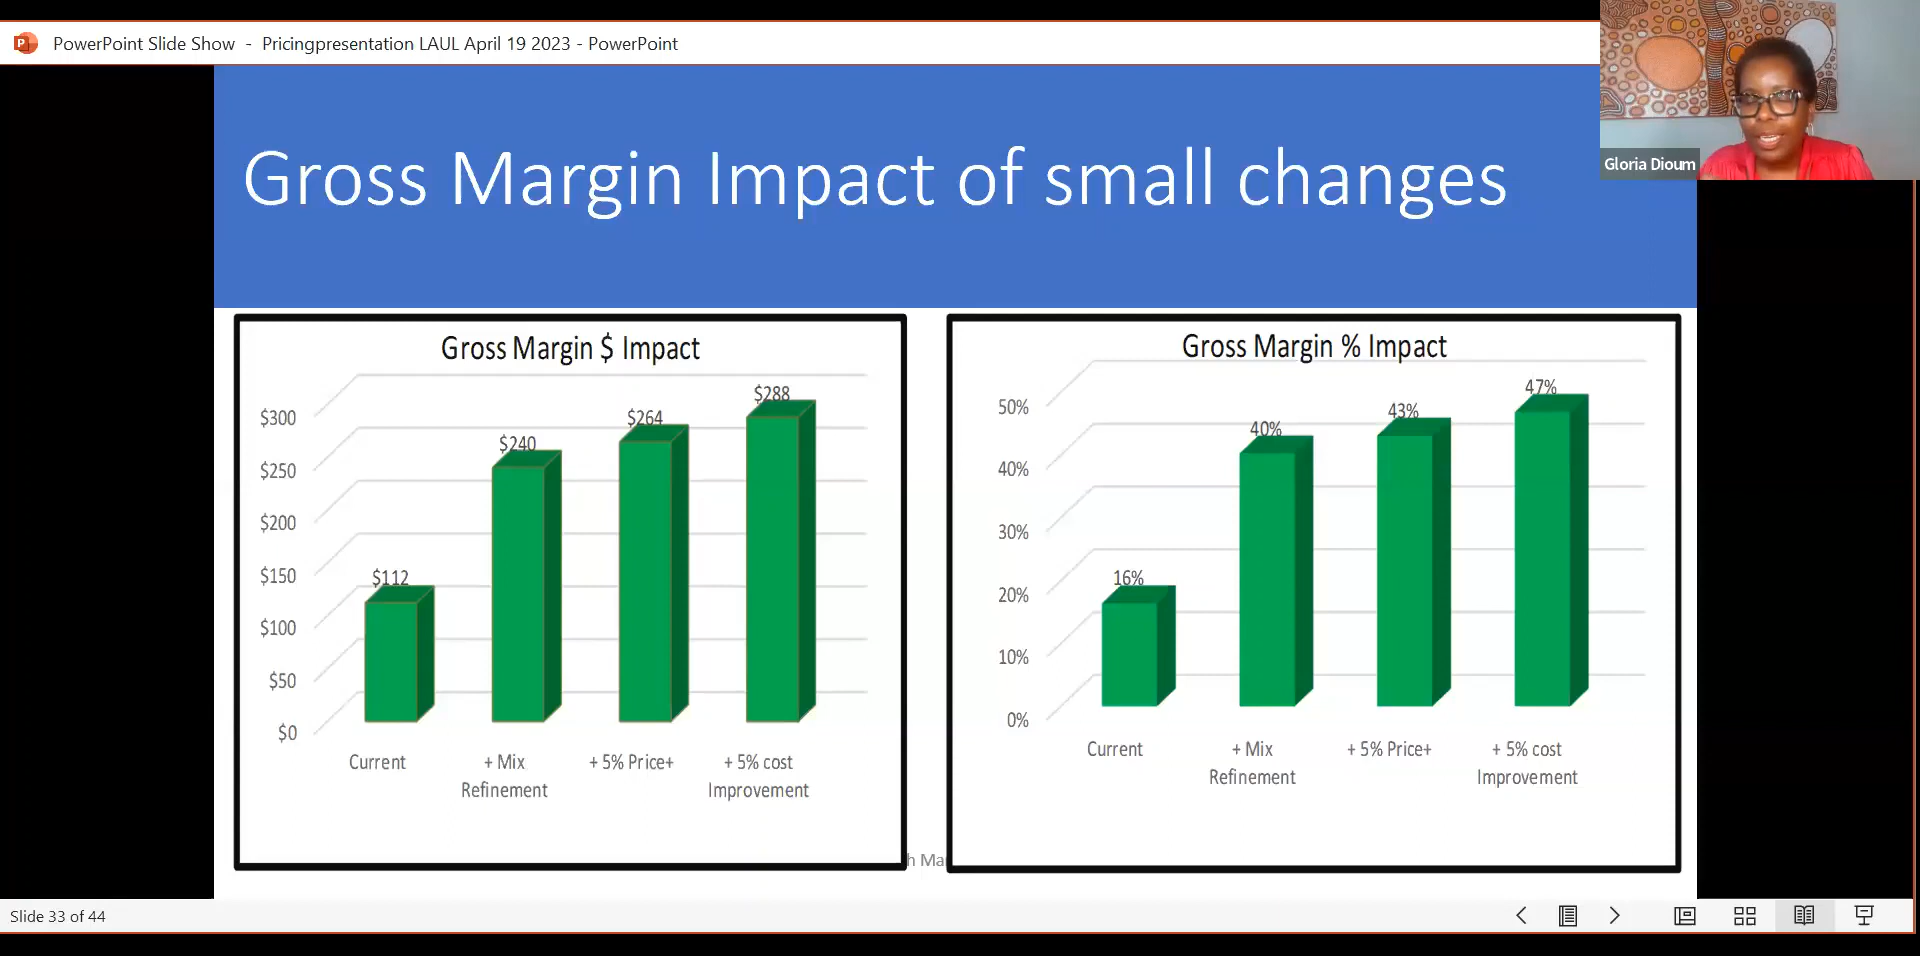 PowerPoint Slide Show - Pricingpresentation LAUL April 19 2023 - PowerPoint
Gloria Dioum
Gross Margin Impact of small changes
Gross Margin $ Impact
$300
$250
$200
$150
$100
$50
$0
$112
$240
$264
$288
Current
+ Mix
Refinement
+ 5% Price+
+ 5% cost
Improvement
Gross Margin % Impact
50%
40%
30%
20%
10%
0%
16%
40%
43%
47%
Current
+ Mix
Refinement
+ 5% Price+
+ 5% cost
Improvement
Slide 33 of 44